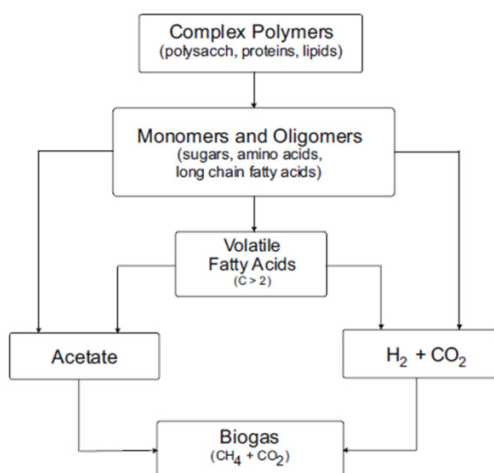 Complex Polymers
(polysacch, proteins, lipids)
Monomers and Oligomers
(sugars, amino acids,
long chain fatty acids)
Volatile
Fatty Acids
(C > 2)
Acetate
H₂ + CO₂
Biogas
(CH₄ + CO₂)